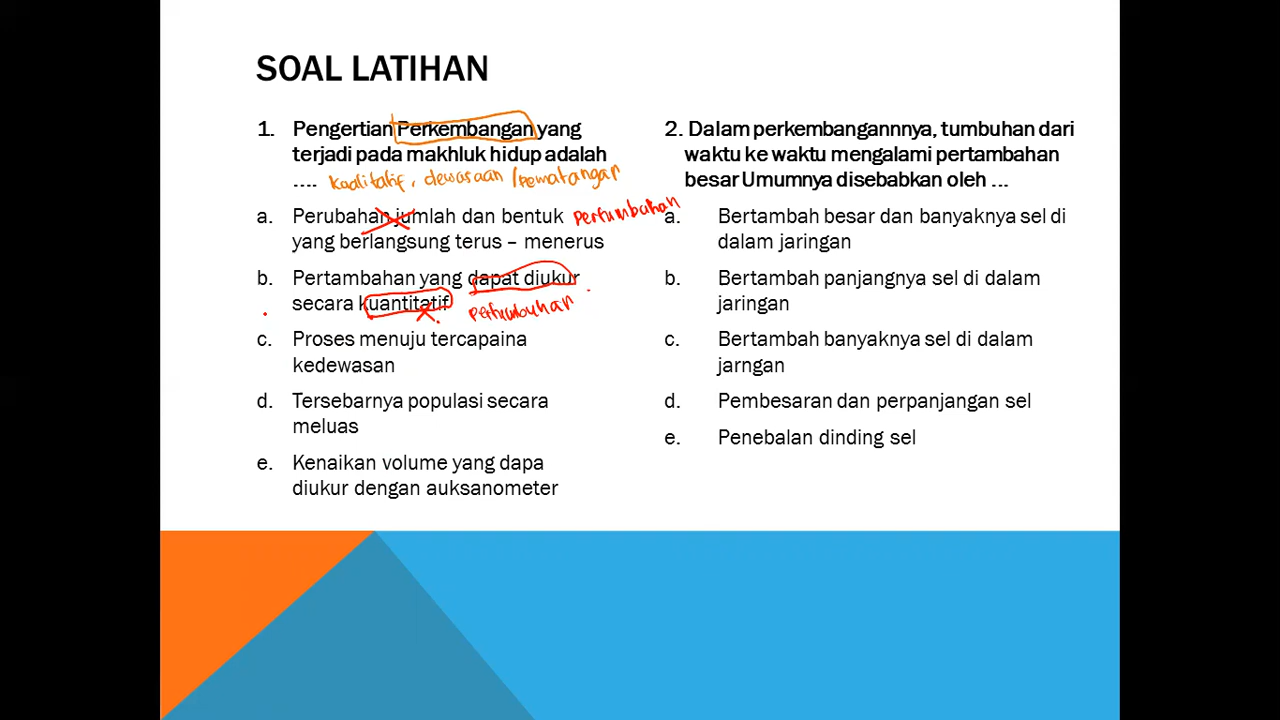 SOAL LATIHAN
1. Pengertian Perkembangan yang
terjadi pada makhluk hidup adalah
.... kualitatif, dewasaan / pematangan
a. Perubahan jumlah dan bentuk pertumbuhan
yang berlangsung terus – menerus
b. Pertambahan yang dapat diukur
secara kuantitatif pertumbuhan
c. Proses menuju tercapaina
kedewasan
d. Tersebarnya populasi secara
meluas
e. Kenaikan volume yang dapa
diukur dengan auksanometer
2. Dalam perkembangannnya, tumbuhan dari
waktu ke waktu mengalami pertambahan
besar Umumnya disebabkan oleh ...
a. Bertambah besar dan banyaknya sel di
dalam jaringan
b. Bertambah panjangnya sel di dalam
jaringan
c. Bertambah banyaknya sel di dalam
jarngan
d. Pembesaran dan perpanjangan sel
e. Penebalan dinding sel